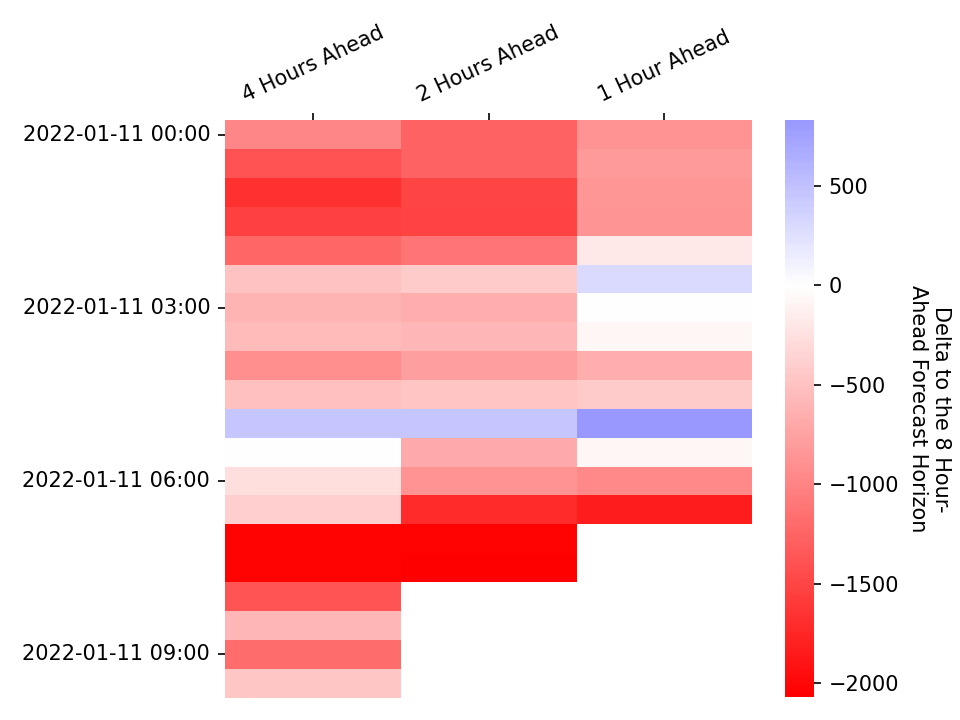 4 Hours Ahead
2 Hours Ahead
1 Hour Ahead
2022-01-11 00:00
2022-01-11 03:00
2022-01-11 06:00
2022-01-11 09:00
500
0
−500
−1000
−1500
−2000
Delta to the 8 Hour-
Ahead Forecast Horizon